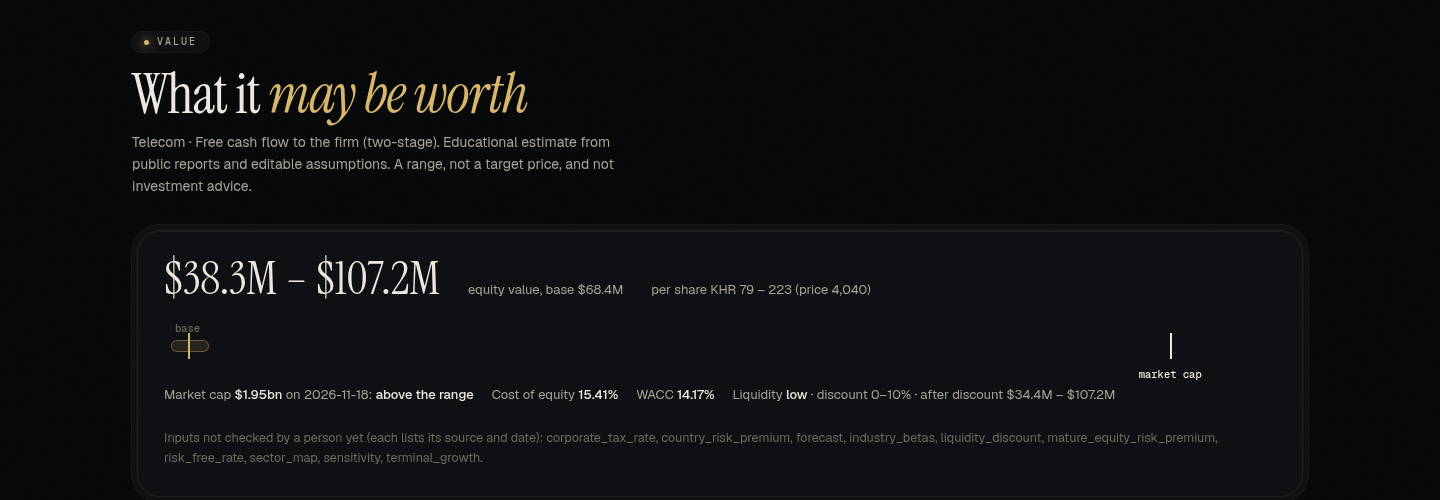 VALUE
What it may be worth
Telecom · Free cash flow to the firm (two-stage). Educational estimate from
public reports and editable assumptions. A range, not a target price, and not
investment advice.
$38.3M – $107.2M equity value, base $68.4M per share KHR 79 – 223 (price 4,040)
base
market cap
Market cap $1.95bn on 2026-11-18: above the range Cost of equity 15.41% WACC 14.17% Liquidity low · discount 0–10% · after discount $34.4M – $107.2M
Inputs not checked by a person yet (each lists its source and date): corporate_tax_rate, country_risk_premium, forecast, industry_betas, liquidity_discount, mature_equity_risk_premium,
risk_free_rate, sector_map, sensitivity, terminal_growth.